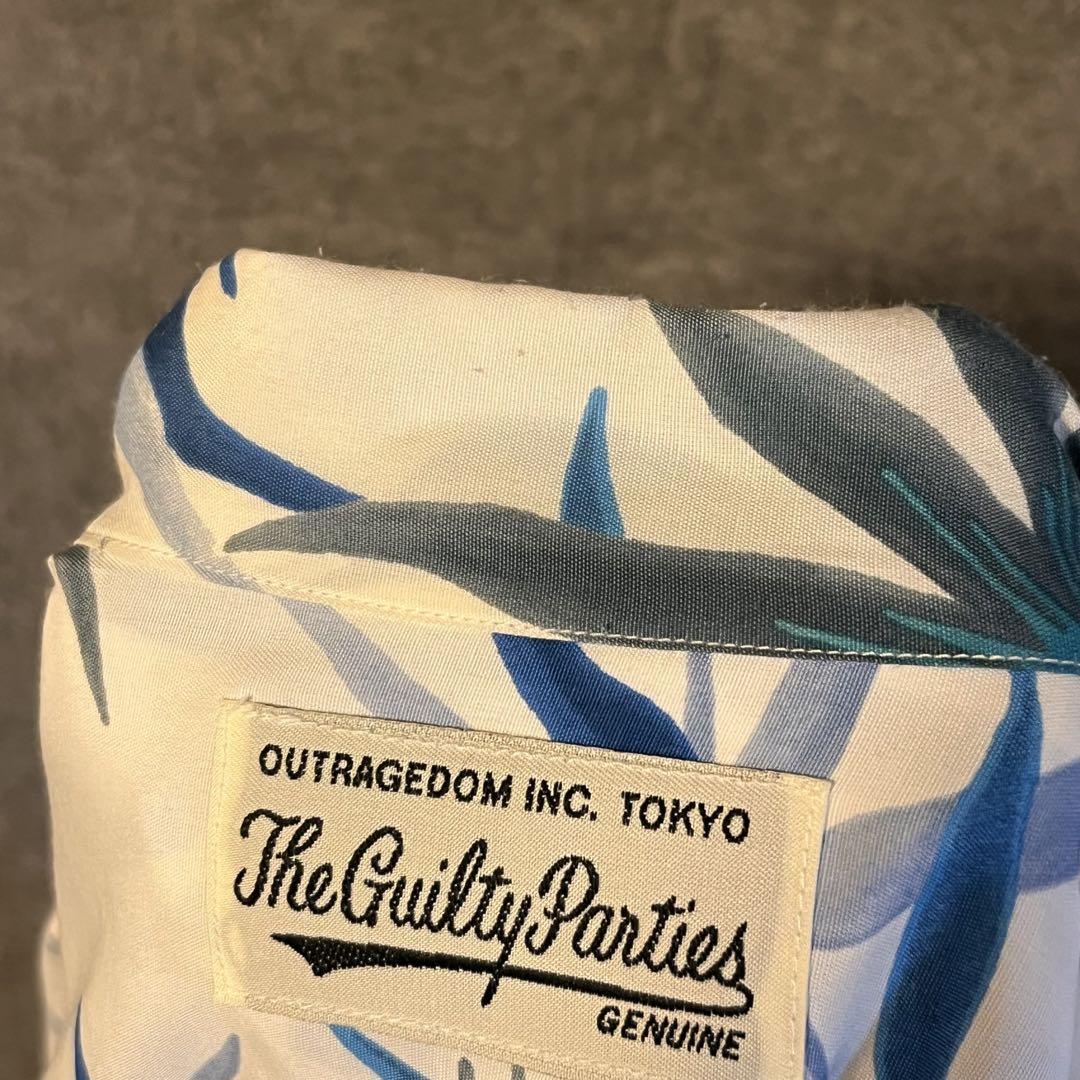 OUTRAGEDOM INC. TOKYO
The Guilty Parties
GENUINE